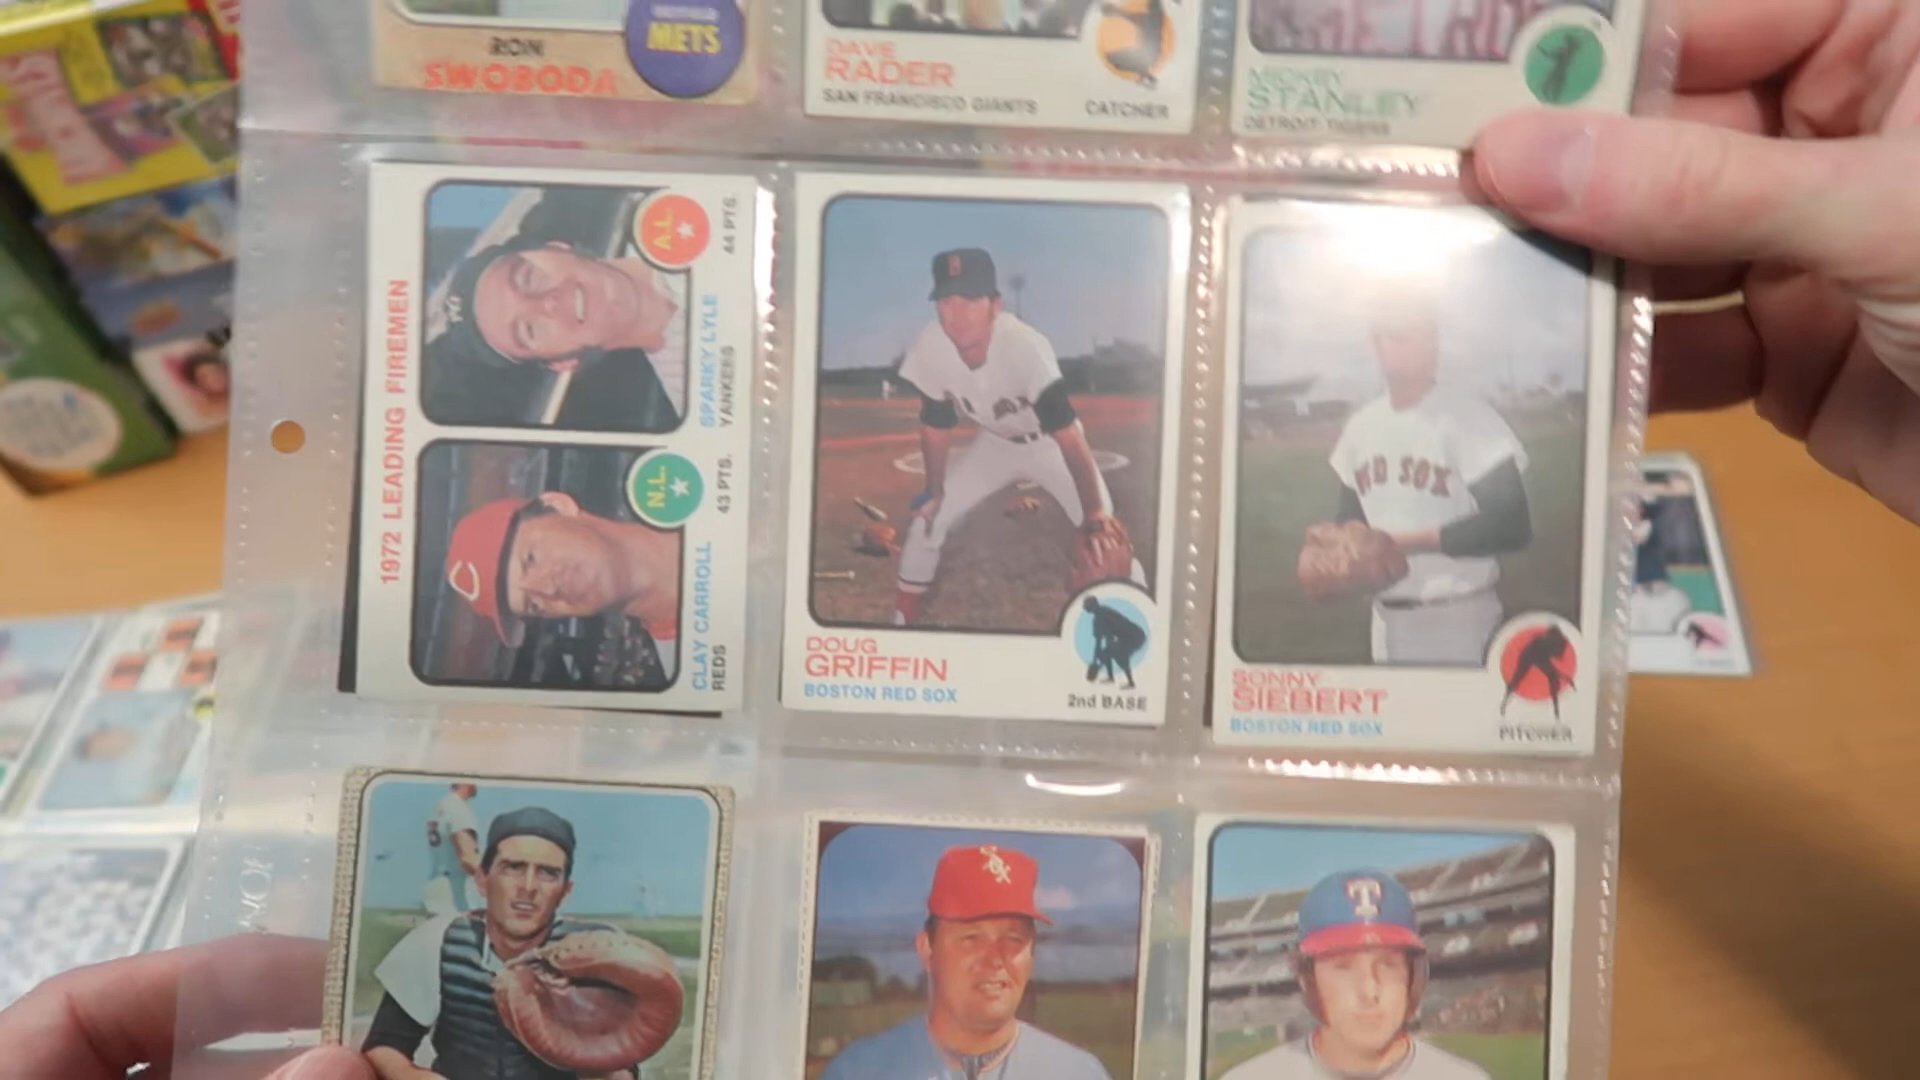 RON
SWOBODA
METS
DAVE
RADER
SAN FRANCISCO GIANTS
CATCHER
MICKEY
STANLEY
DETROIT TIGERS
1972 LEADING FIREMEN
A.L.
44 PTS.
SPARKY LYLE
YANKEES
N.L.
43 PTS.
CLAY CARROLL
REDS
NY
C
B
DOUG
GRIFFIN
BOSTON RED SOX
2nd BASE
RED SOX
SONNY
SIEBERT
BOSTON RED SOX
PITCHER
5
SOX
T